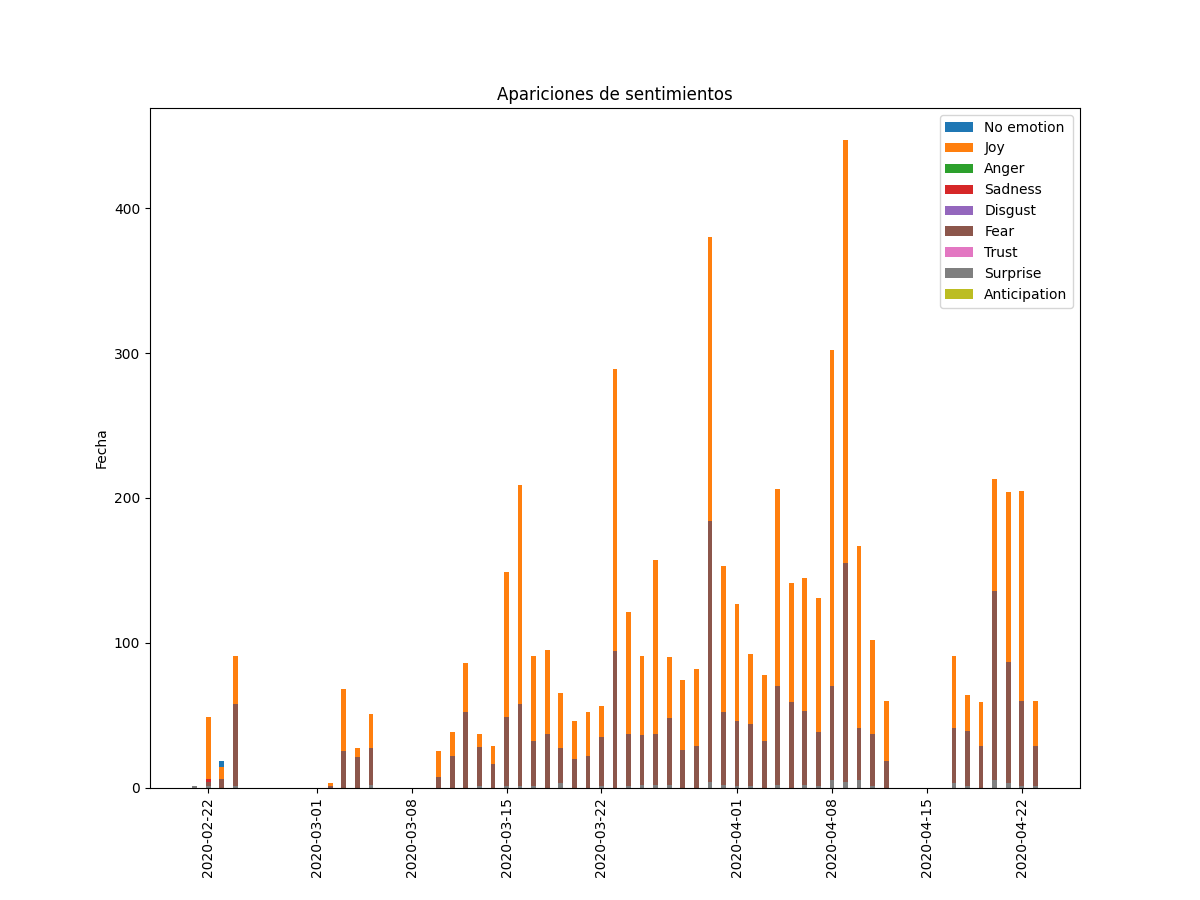 Apariciones de sentimientos
No emotion
Joy
Anger
Sadness
Disgust
Fear
Trust
Surprise
Anticipation
Fecha
400
300
200
100
0
2020-02-22
2020-03-01
2020-03-08
2020-03-15
2020-03-22
2020-04-01
2020-04-08
2020-04-15
2020-04-22